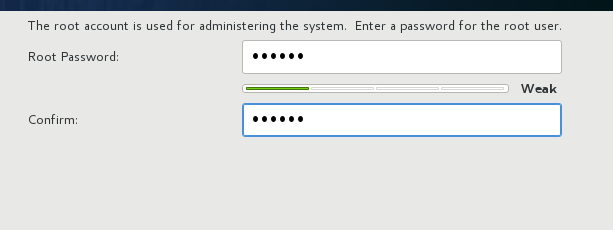 The root account is used for administering the system.  Enter a password for the root user.
Root Password: ●●●●●●
Weak
Confirm: ●●●●●●